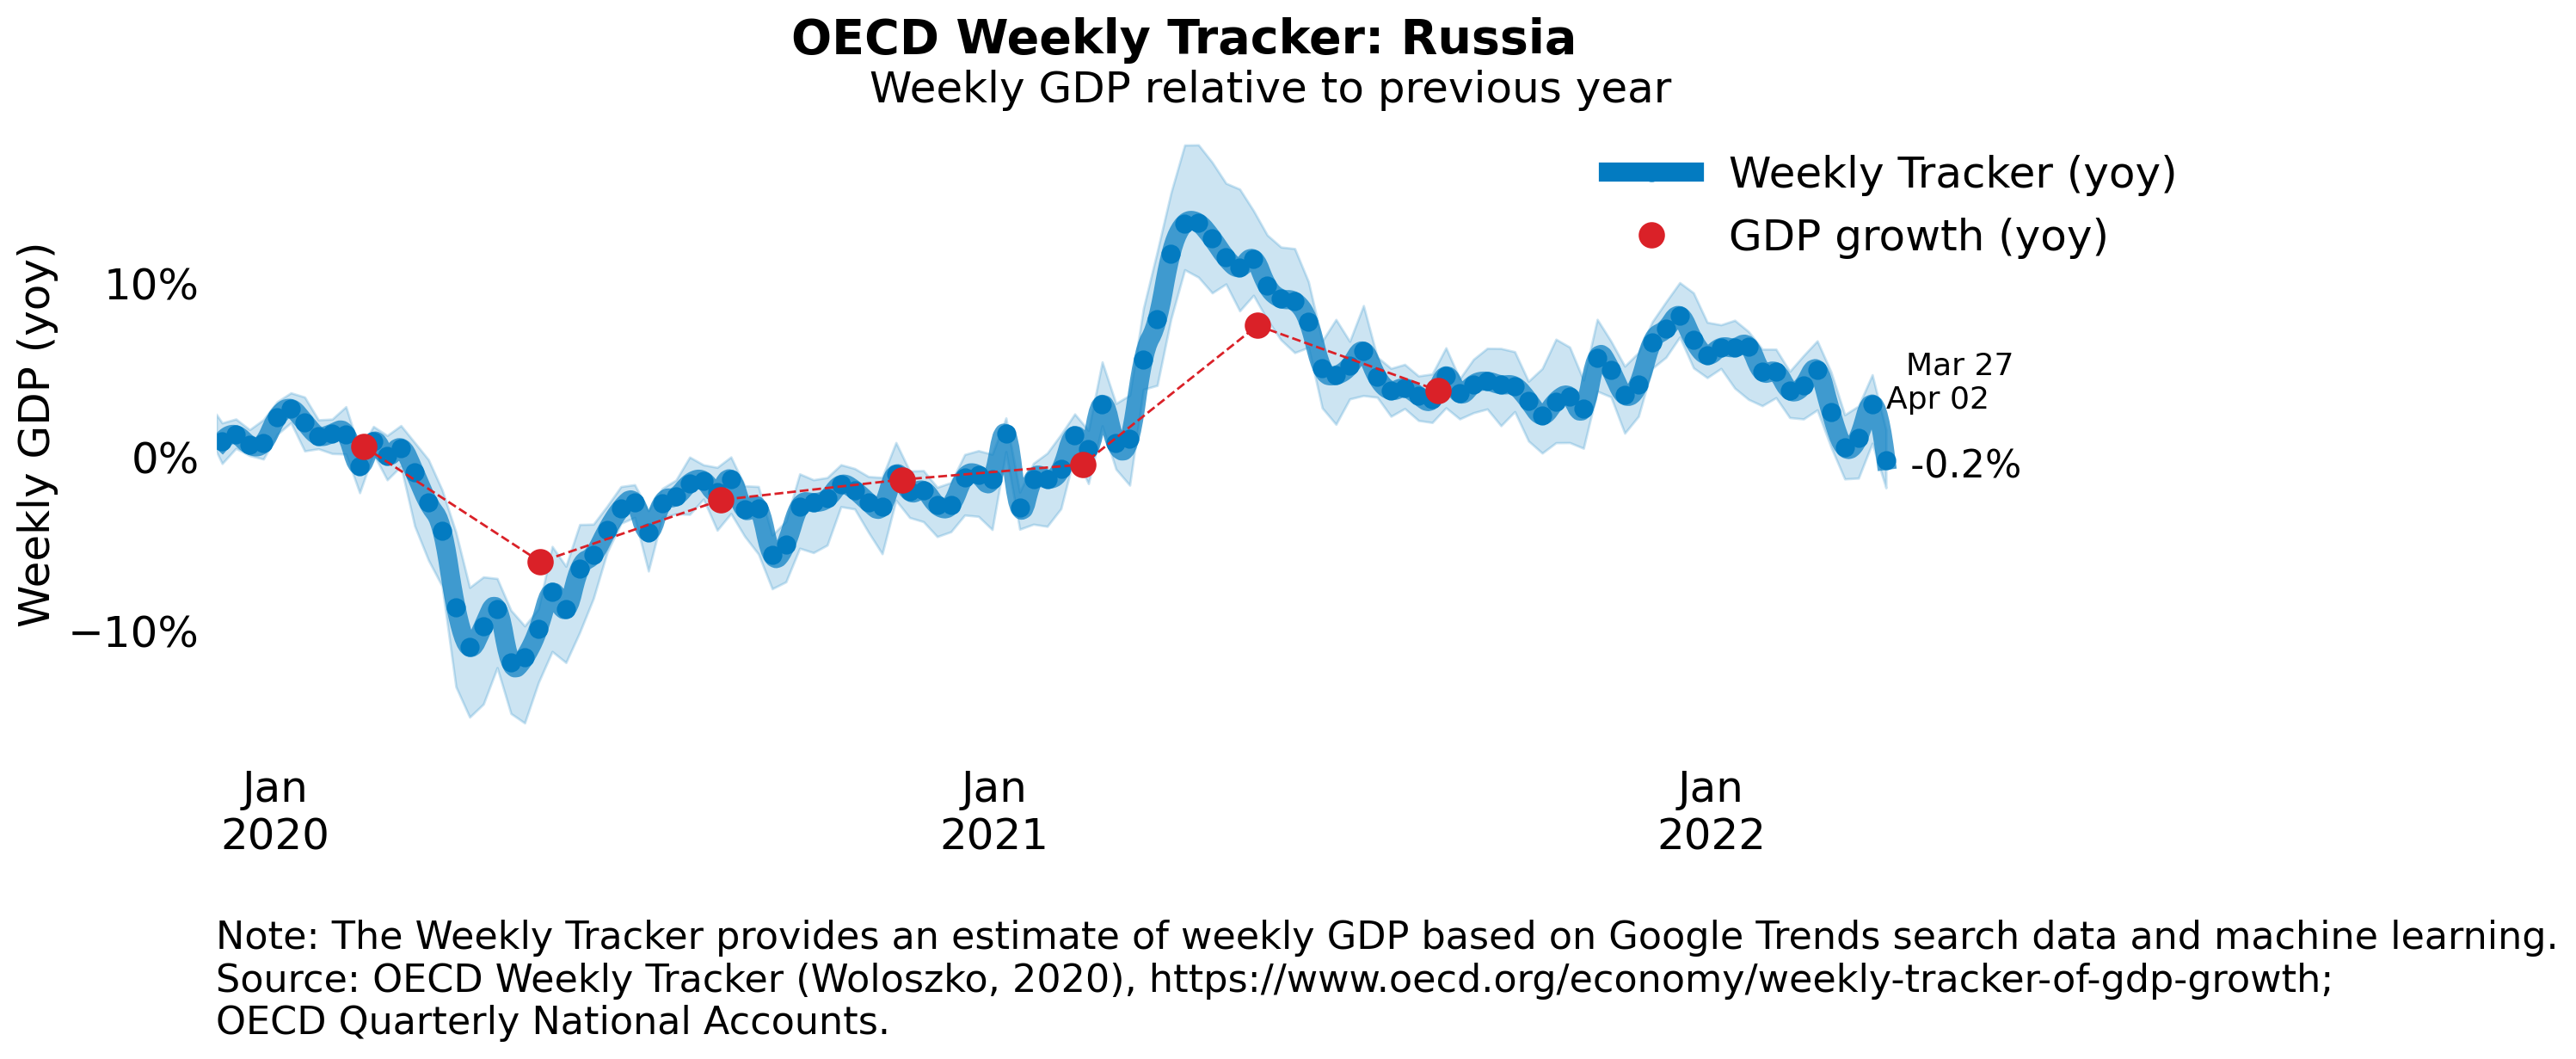 OECD Weekly Tracker: Russia
Weekly GDP relative to previous year
Weekly Tracker (yoy)
GDP growth (yoy)
Weekly GDP (yoy)
10%
0%
−10%
Mar 27
Apr 02
-0.2%
Jan
2020
Jan
2021
Jan
2022
Note: The Weekly Tracker provides an estimate of weekly GDP based on Google Trends search data and machine learning.
Source: OECD Weekly Tracker (Woloszko, 2020), https://www.oecd.org/economy/weekly-tracker-of-gdp-growth;
OECD Quarterly National Accounts.